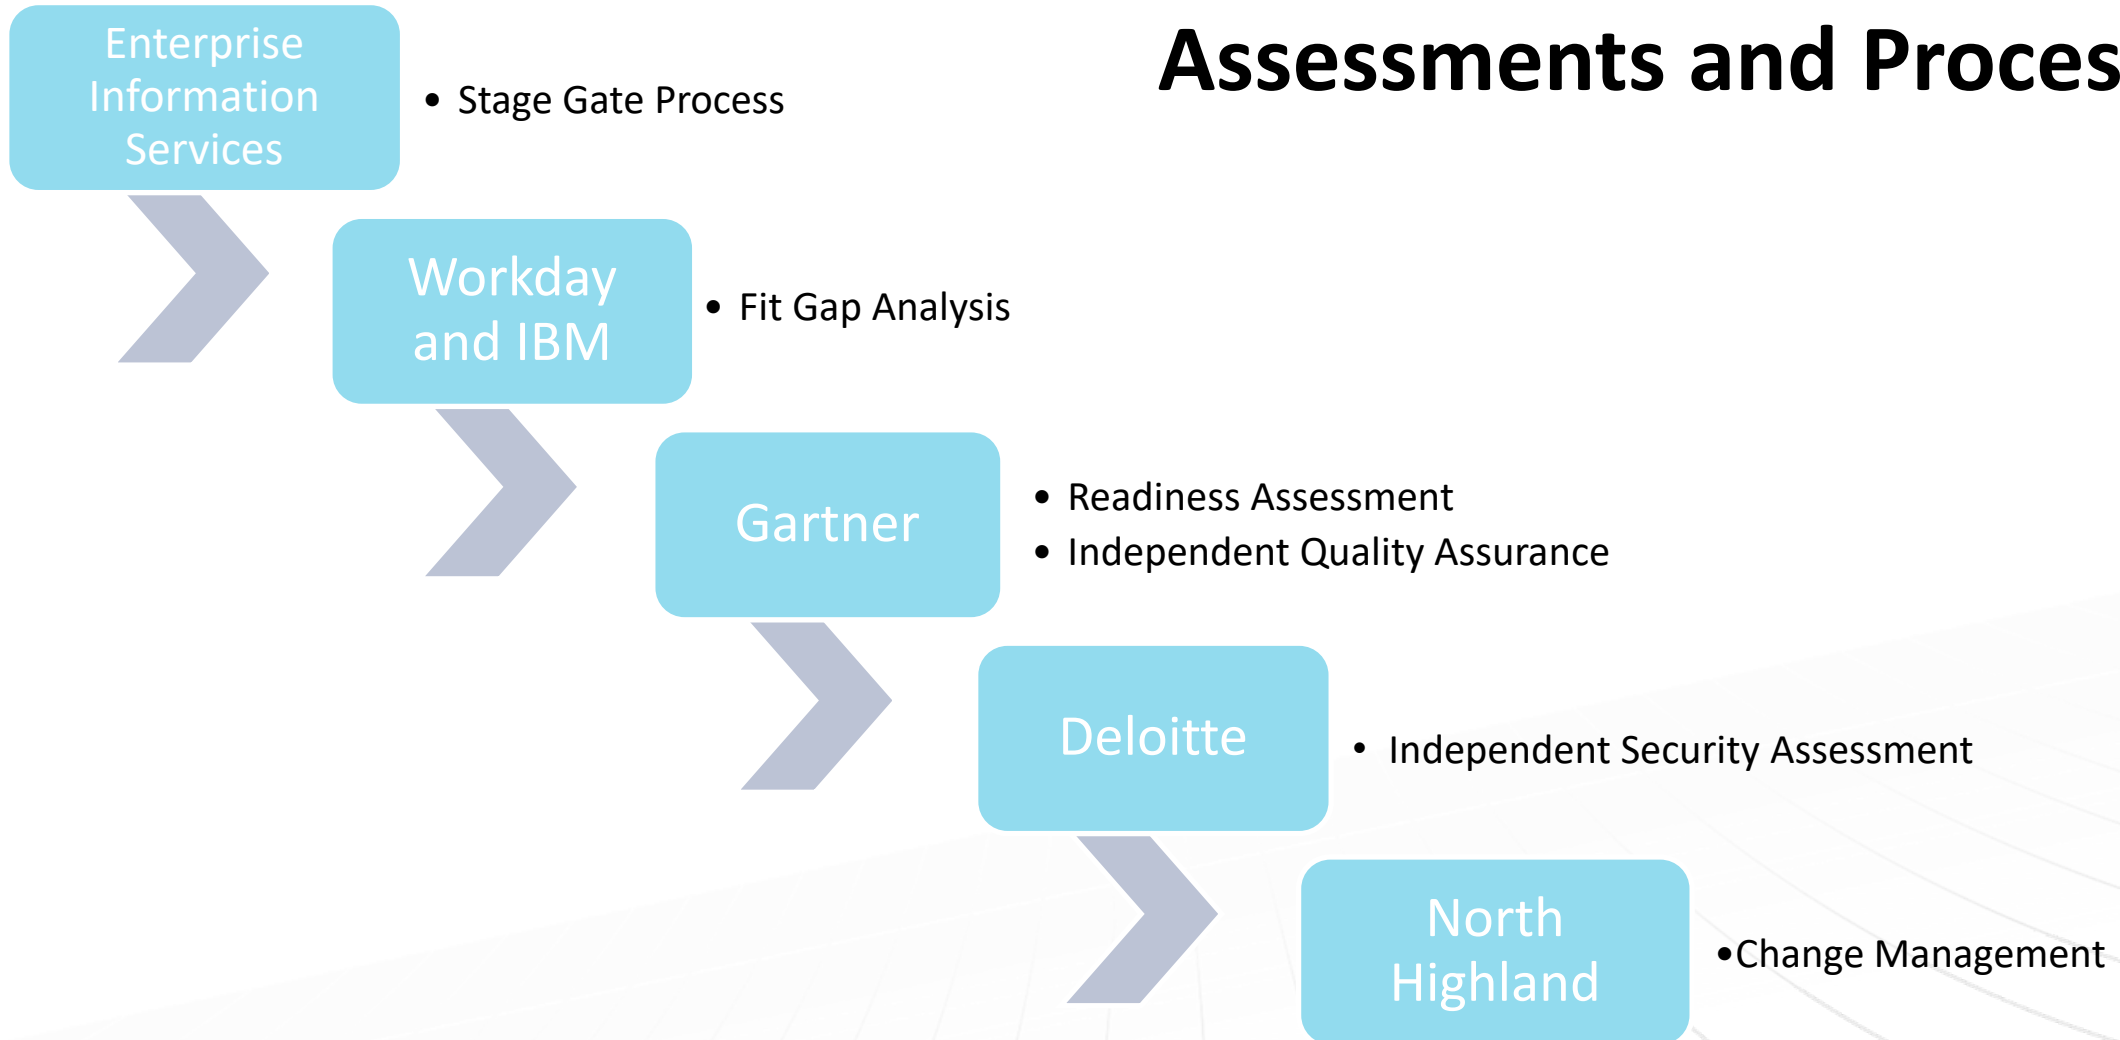 Assessments and Proces
Enterprise
Information
Services
• Stage Gate Process
Workday
and IBM
• Fit Gap Analysis
Gartner
• Readiness Assessment
• Independent Quality Assurance
Deloitte
• Independent Security Assessment
North
Highland
•Change Management